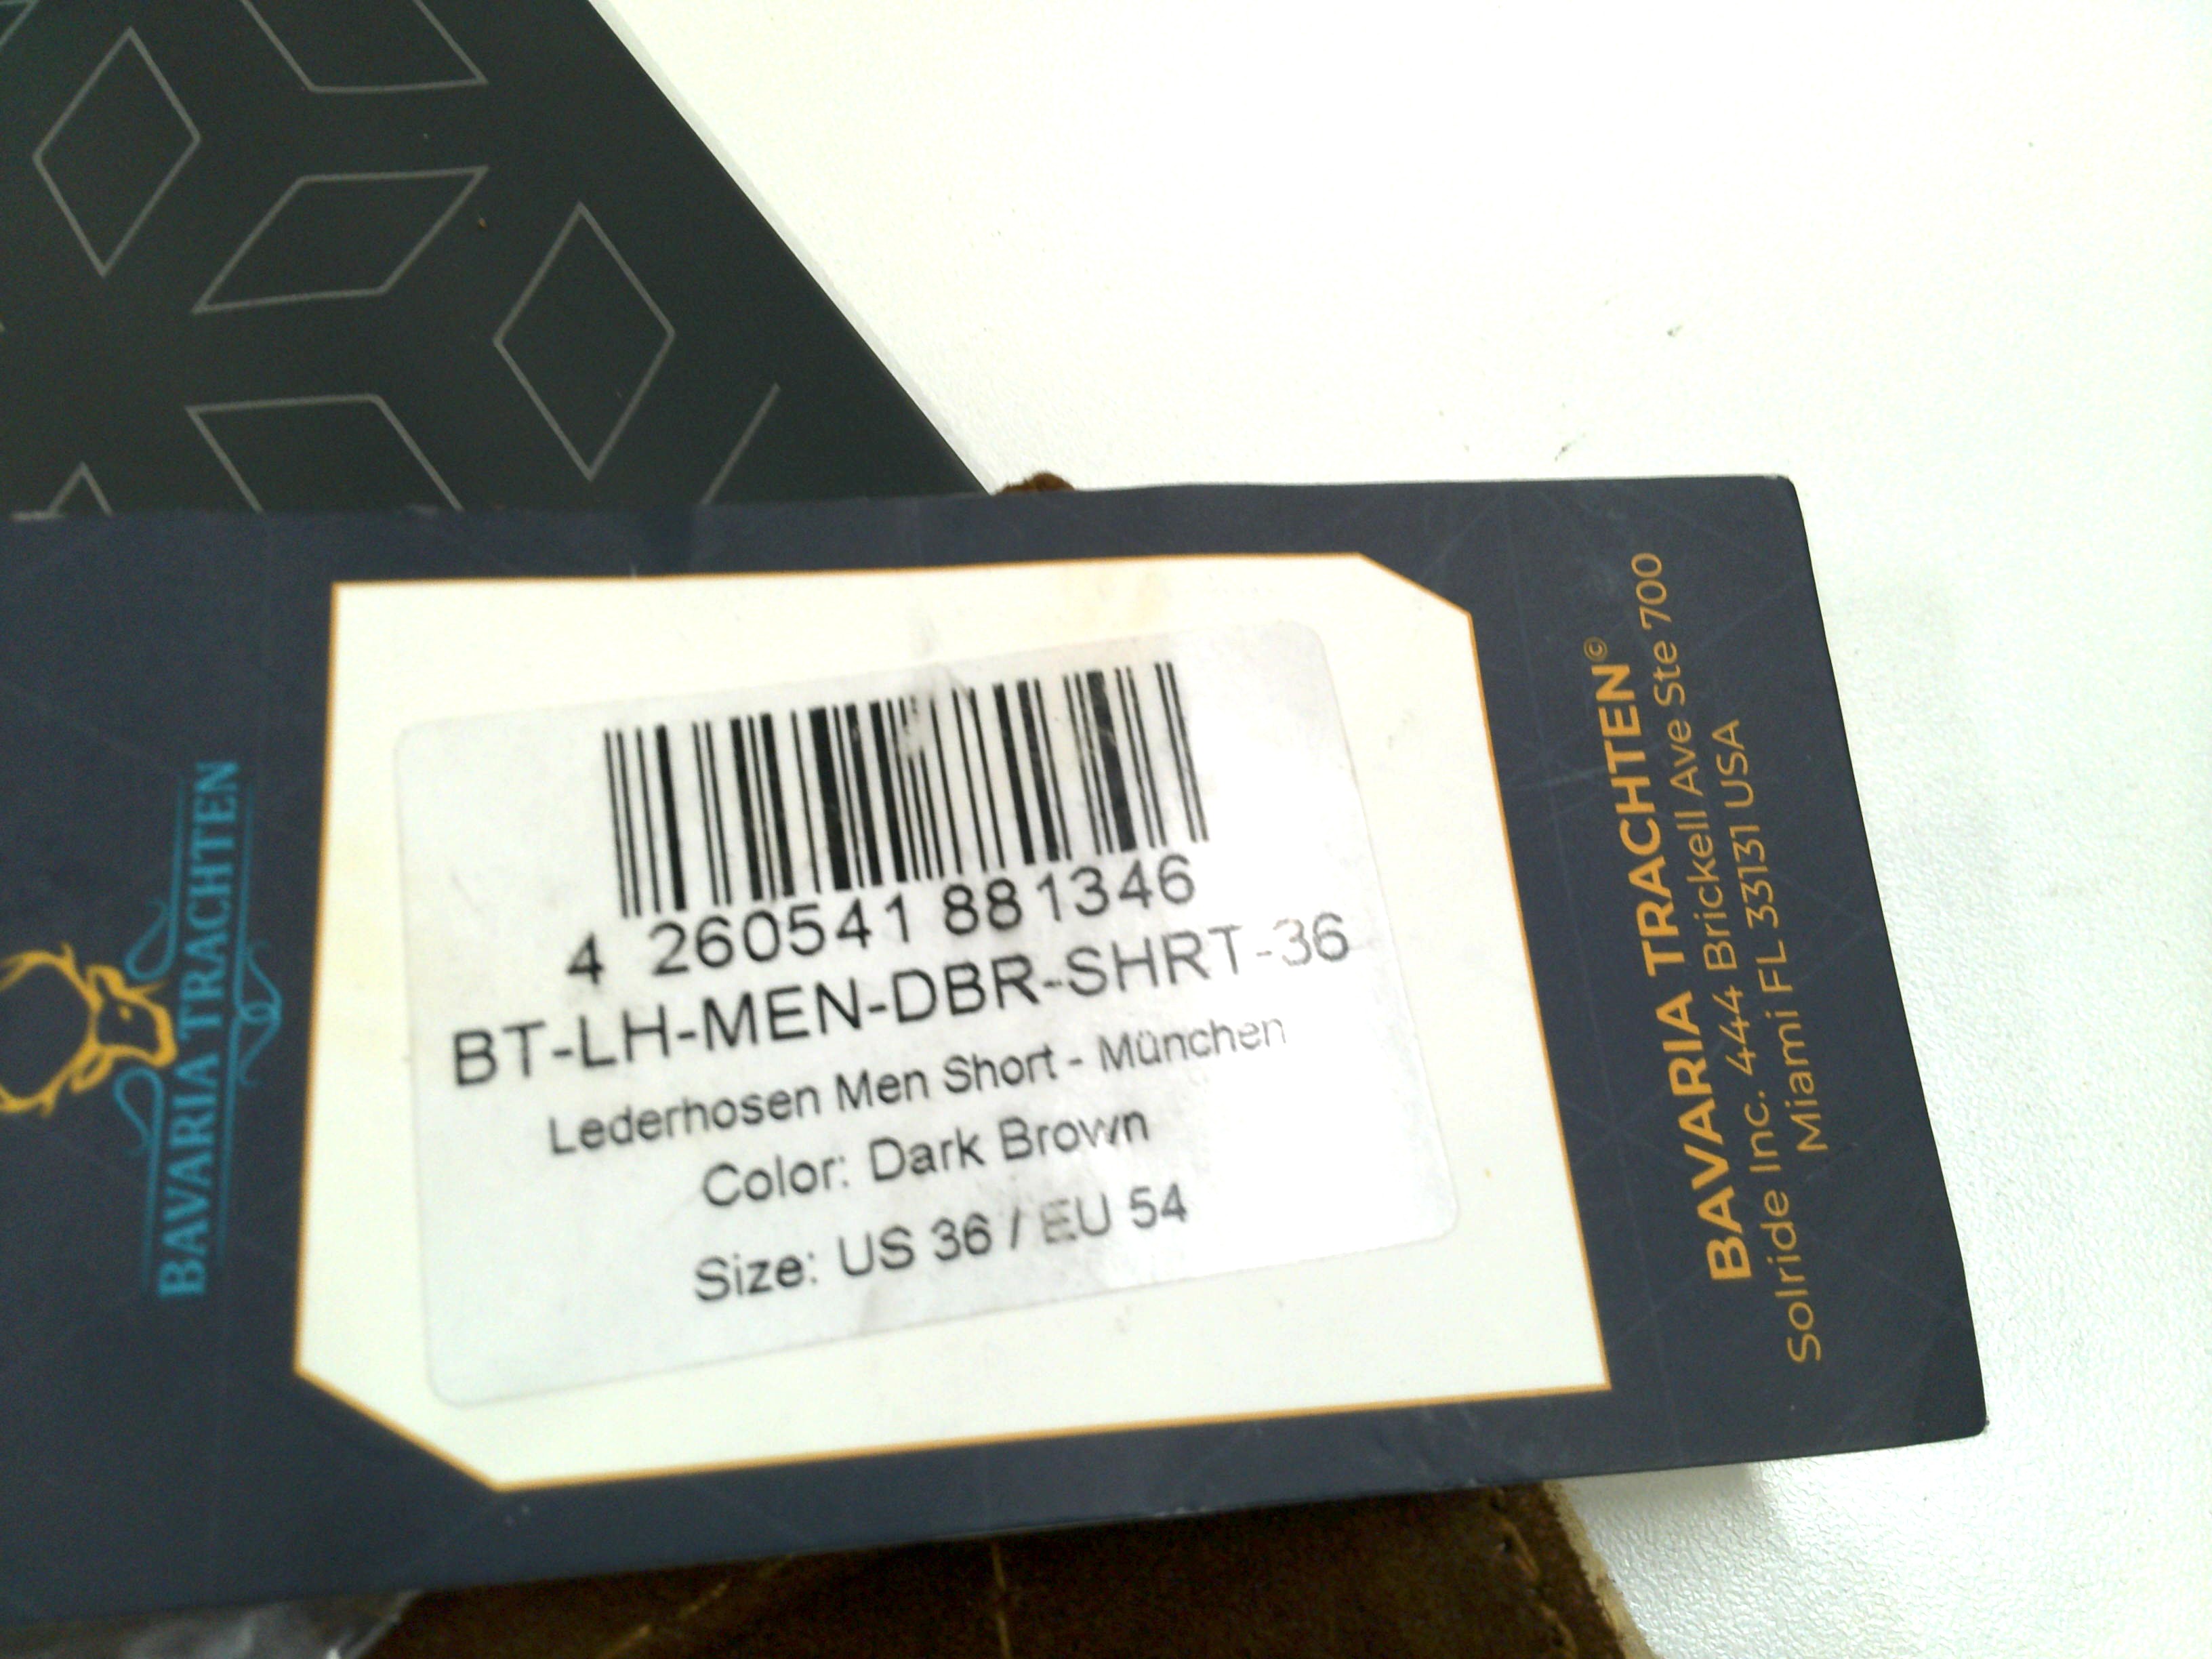 BAVARIA TRACHTEN
4 260541 881346
BT-LH-MEN-DBR-SHRT-36
Lederhosen Men Short - München
Color: Dark Brown
Size: US 36 / EU 54
BAVARIA TRACHTEN©
Solride Inc. 444 Brickell Ave Ste 700
Miami FL 33131 USA